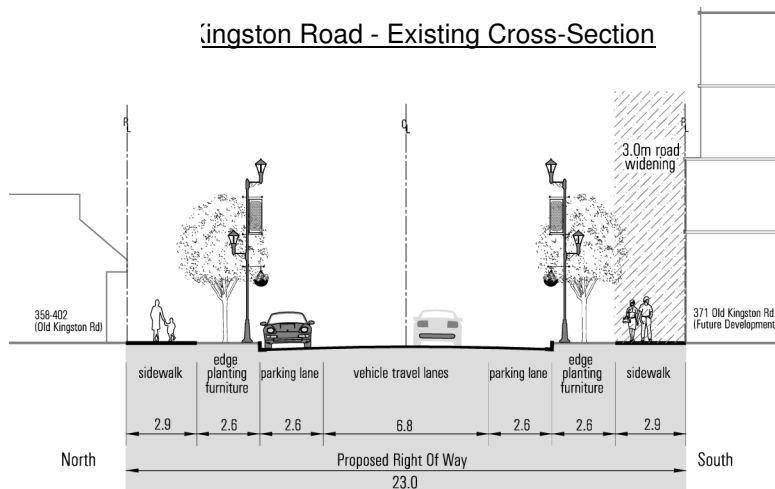 Kingston Road - Existing Cross-Section
PL
CL
PL
3.0m road
widening
358-402
(Old Kingston Rd)
371 Old Kingston Rd
(Future Development
sidewalk
edge
planting
furniture
parking lane
vehicle travel lanes
parking lane
edge
planting
furniture
sidewalk
2.9
2.6
2.6
6.8
2.6
2.6
2.9
North
Proposed Right Of Way
South
23.0